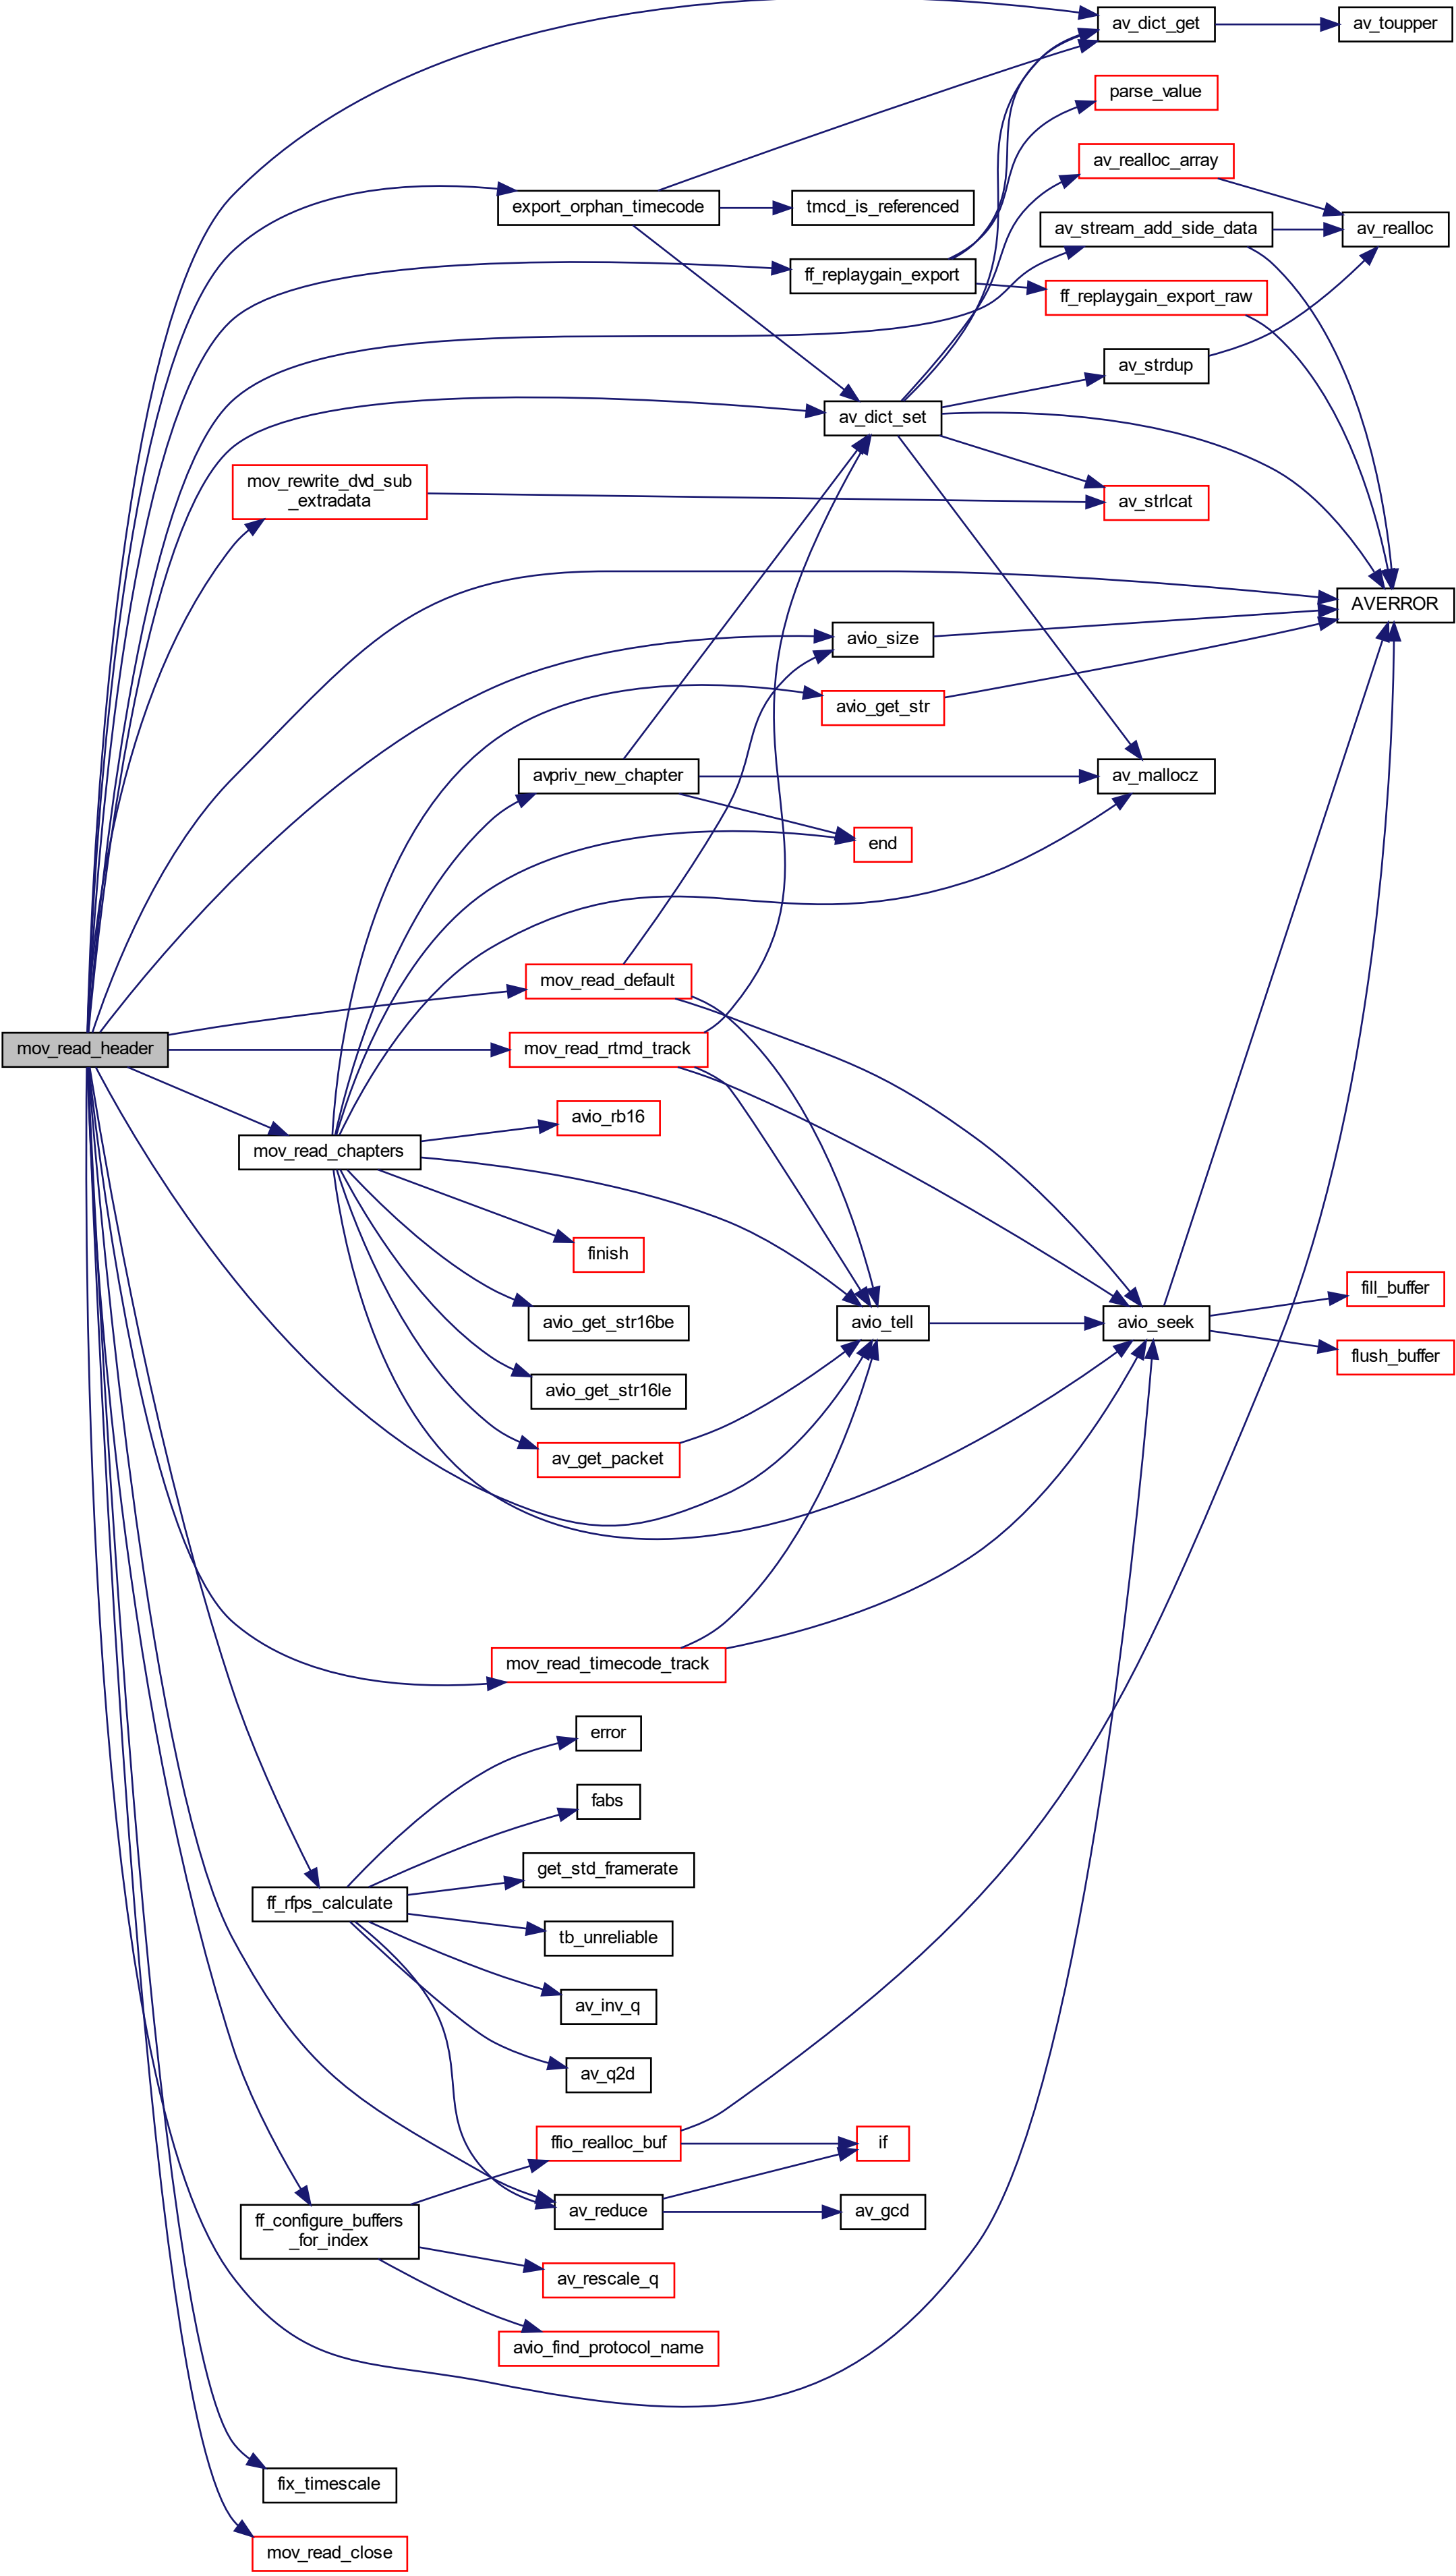 av_dict_get
av_toupper
parse_value
av_realloc_array
export_orphan_timecode
tmcd_is_referenced
av_stream_add_side_data
av_realloc
ff_replaygain_export
ff_replaygain_export_raw
av_strdup
av_dict_set
mov_rewrite_dvd_sub
_extradata
av_strlcat
AVERROR
avio_size
avio_get_str
avpriv_new_chapter
av_mallocz
end
mov_read_default
mov_read_header
mov_read_rtmd_track
avio_rb16
mov_read_chapters
finish
fill_buffer
avio_get_str16be
avio_tell
avio_seek
flush_buffer
avio_get_str16le
av_get_packet
mov_read_timecode_track
error
fabs
get_std_framerate
ff_rfps_calculate
tb_unreliable
av_inv_q
av_q2d
ffio_realloc_buf
if
av_reduce
av_gcd
ff_configure_buffers
_for_index
av_rescale_q
avio_find_protocol_name
fix_timescale
mov_read_close